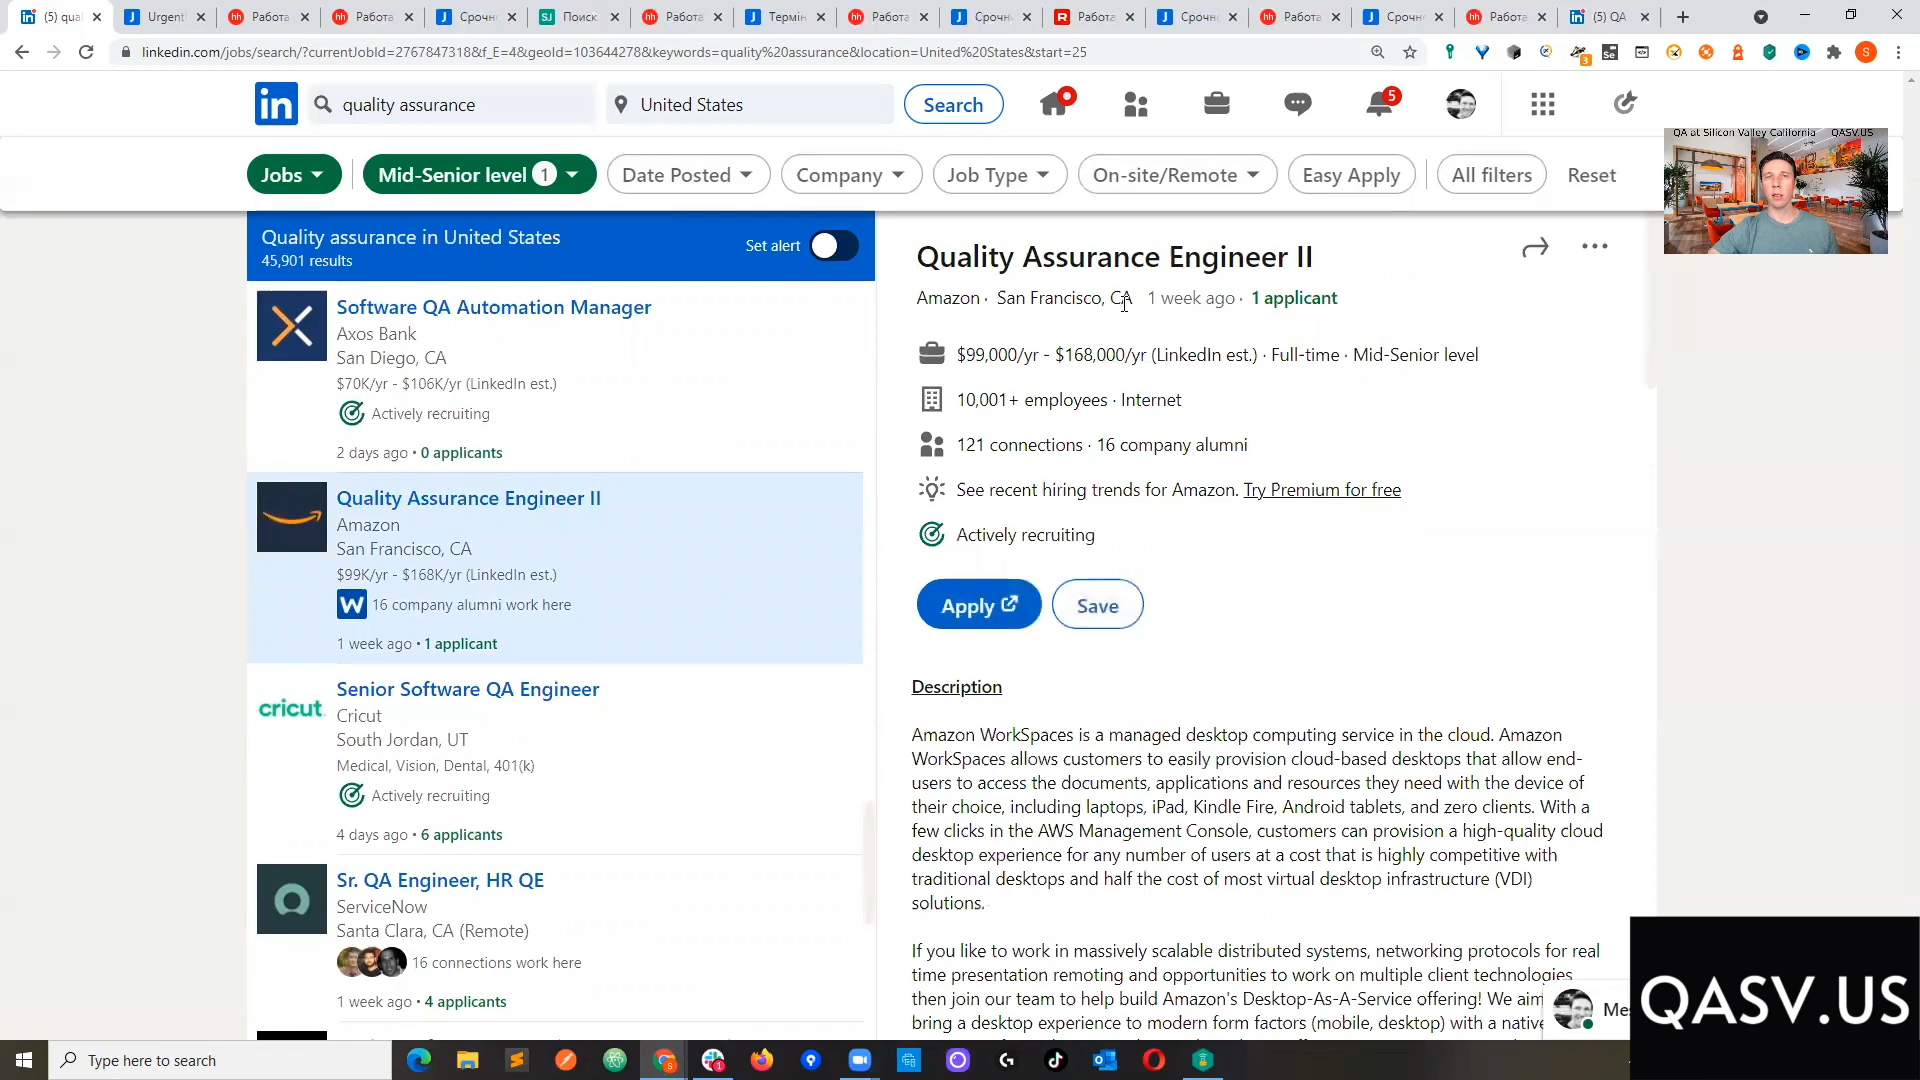 (5) qual
Urgent!
Работа
Работа
Срочн
Поиск
Работа
Термін
Работа
Срочн
Работа
Срочн
Работа
Срочн
Работа
(5) QA
linkedin.com/jobs/search/?currentJobId=2767847318&f_E=4&geoId=103644278&keywords=quality%20assurance&location=United%20States&start=25
3
S
in
quality assurance
United States
Search
5
QA at Silicon Valley California QASV.US
Jobs
Mid-Senior level 1
Date Posted
Company
Job Type
On-site/Remote
Easy Apply
All filters
Reset
Quality assurance in United States
45,901 results
Set alert
Software QA Automation Manager
Axos Bank
San Diego, CA
$70K/yr - $106K/yr (LinkedIn est.)
Actively recruiting
2 days ago • 0 applicants
Quality Assurance Engineer II
Amazon
San Francisco, CA
$99K/yr - $168K/yr (LinkedIn est.)
W 16 company alumni work here
1 week ago • 1 applicant
cricut
Senior Software QA Engineer
Cricut
South Jordan, UT
Medical, Vision, Dental, 401(k)
Actively recruiting
4 days ago • 6 applicants
Sr. QA Engineer, HR QE
ServiceNow
Santa Clara, CA (Remote)
16 connections work here
1 week ago • 4 applicants
Quality Assurance Engineer II
Amazon · San Francisco, CA 1 week ago · 1 applicant
$99,000/yr - $168,000/yr (LinkedIn est.) · Full-time · Mid-Senior level
10,001+ employees · Internet
121 connections · 16 company alumni
See recent hiring trends for Amazon. Try Premium for free
Actively recruiting
Apply
Save
Description
Amazon WorkSpaces is a managed desktop computing service in the cloud. Amazon
WorkSpaces allows customers to easily provision cloud-based desktops that allow end-
users to access the documents, applications and resources they need with the device of
their choice, including laptops, iPad, Kindle Fire, Android tablets, and zero clients. With a
few clicks in the AWS Management Console, customers can provision a high-quality cloud
desktop experience for any number of users at a cost that is highly competitive with
traditional desktops and half the cost of most virtual desktop infrastructure (VDI)
solutions.
If you like to work in massively scalable distributed systems, networking protocols for real
time presentation remoting and opportunities to work on multiple client technologies
then join our team to help build Amazon's Desktop-As-A-Service offering! We aim
bring a desktop experience to modern form factors (mobile, desktop) with a native
Mes
QASV.US
Type here to search